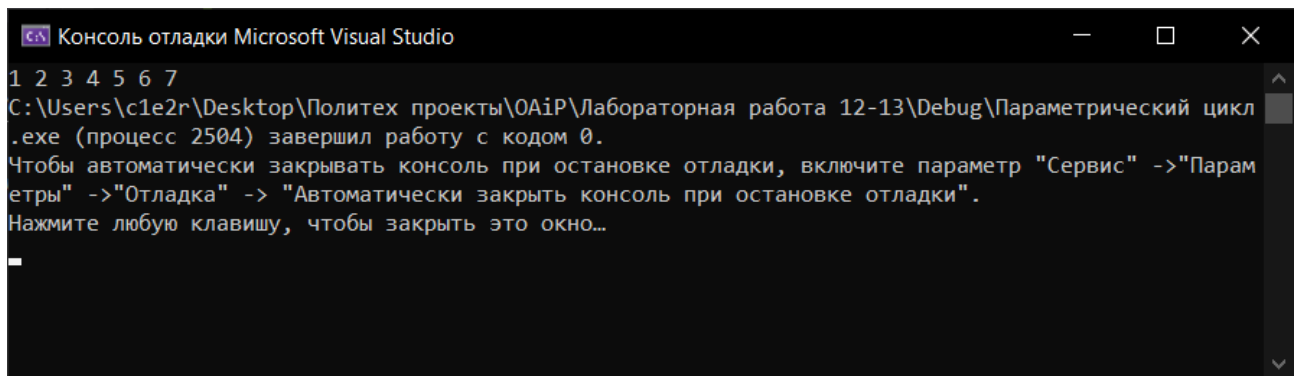 Консоль отладки Microsoft Visual Studio
1 2 3 4 5 6 7
C:\Users\c1e2r\Desktop\Политех проекты\OAiP\Лабораторная работа 12-13\Debug\Параметрический цикл
.exe (процесс 2504) завершил работу с кодом 0.
Чтобы автоматически закрывать консоль при остановке отладки, включите параметр "Сервис" ->"Парам
етры" ->"Отладка" -> "Автоматически закрыть консоль при остановке отладки".
Нажмите любую клавишу, чтобы закрыть это окно…